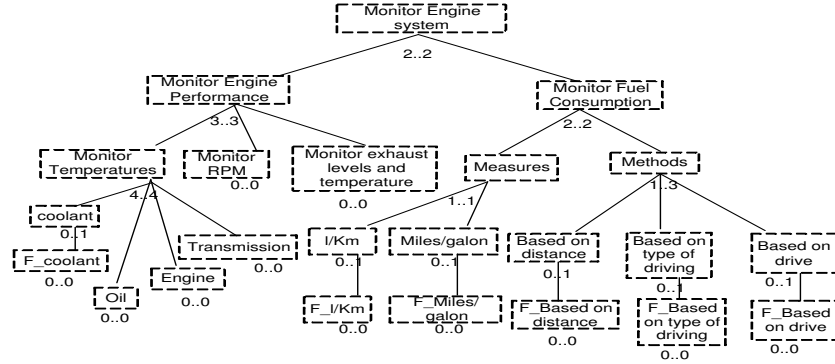 Monitor Engine
system
2..2
Monitor Engine
Performance
Monitor Fuel
Consumption
3..3
2..2
Monitor
Temperatures
Monitor
RPM
0..0
Monitor exhaust
levels and
temperature
0..0
Measures
Methods
4..4
1..1
1..3
coolant
0..1
F_coolant
0..0
Oil
0..0
Engine
0..0
Transmission
0..0
l/Km
0..1
F_l/Km
0..0
Miles/galon
0..1
F_Miles/
galon
0..0
Based on
distance
0..1
F_Based on
distance
0..0
Based on
type of
driving
0..1
F_Based
on type of
driving
0..0
Based on
drive
0..1
F_Based
on drive
0..0